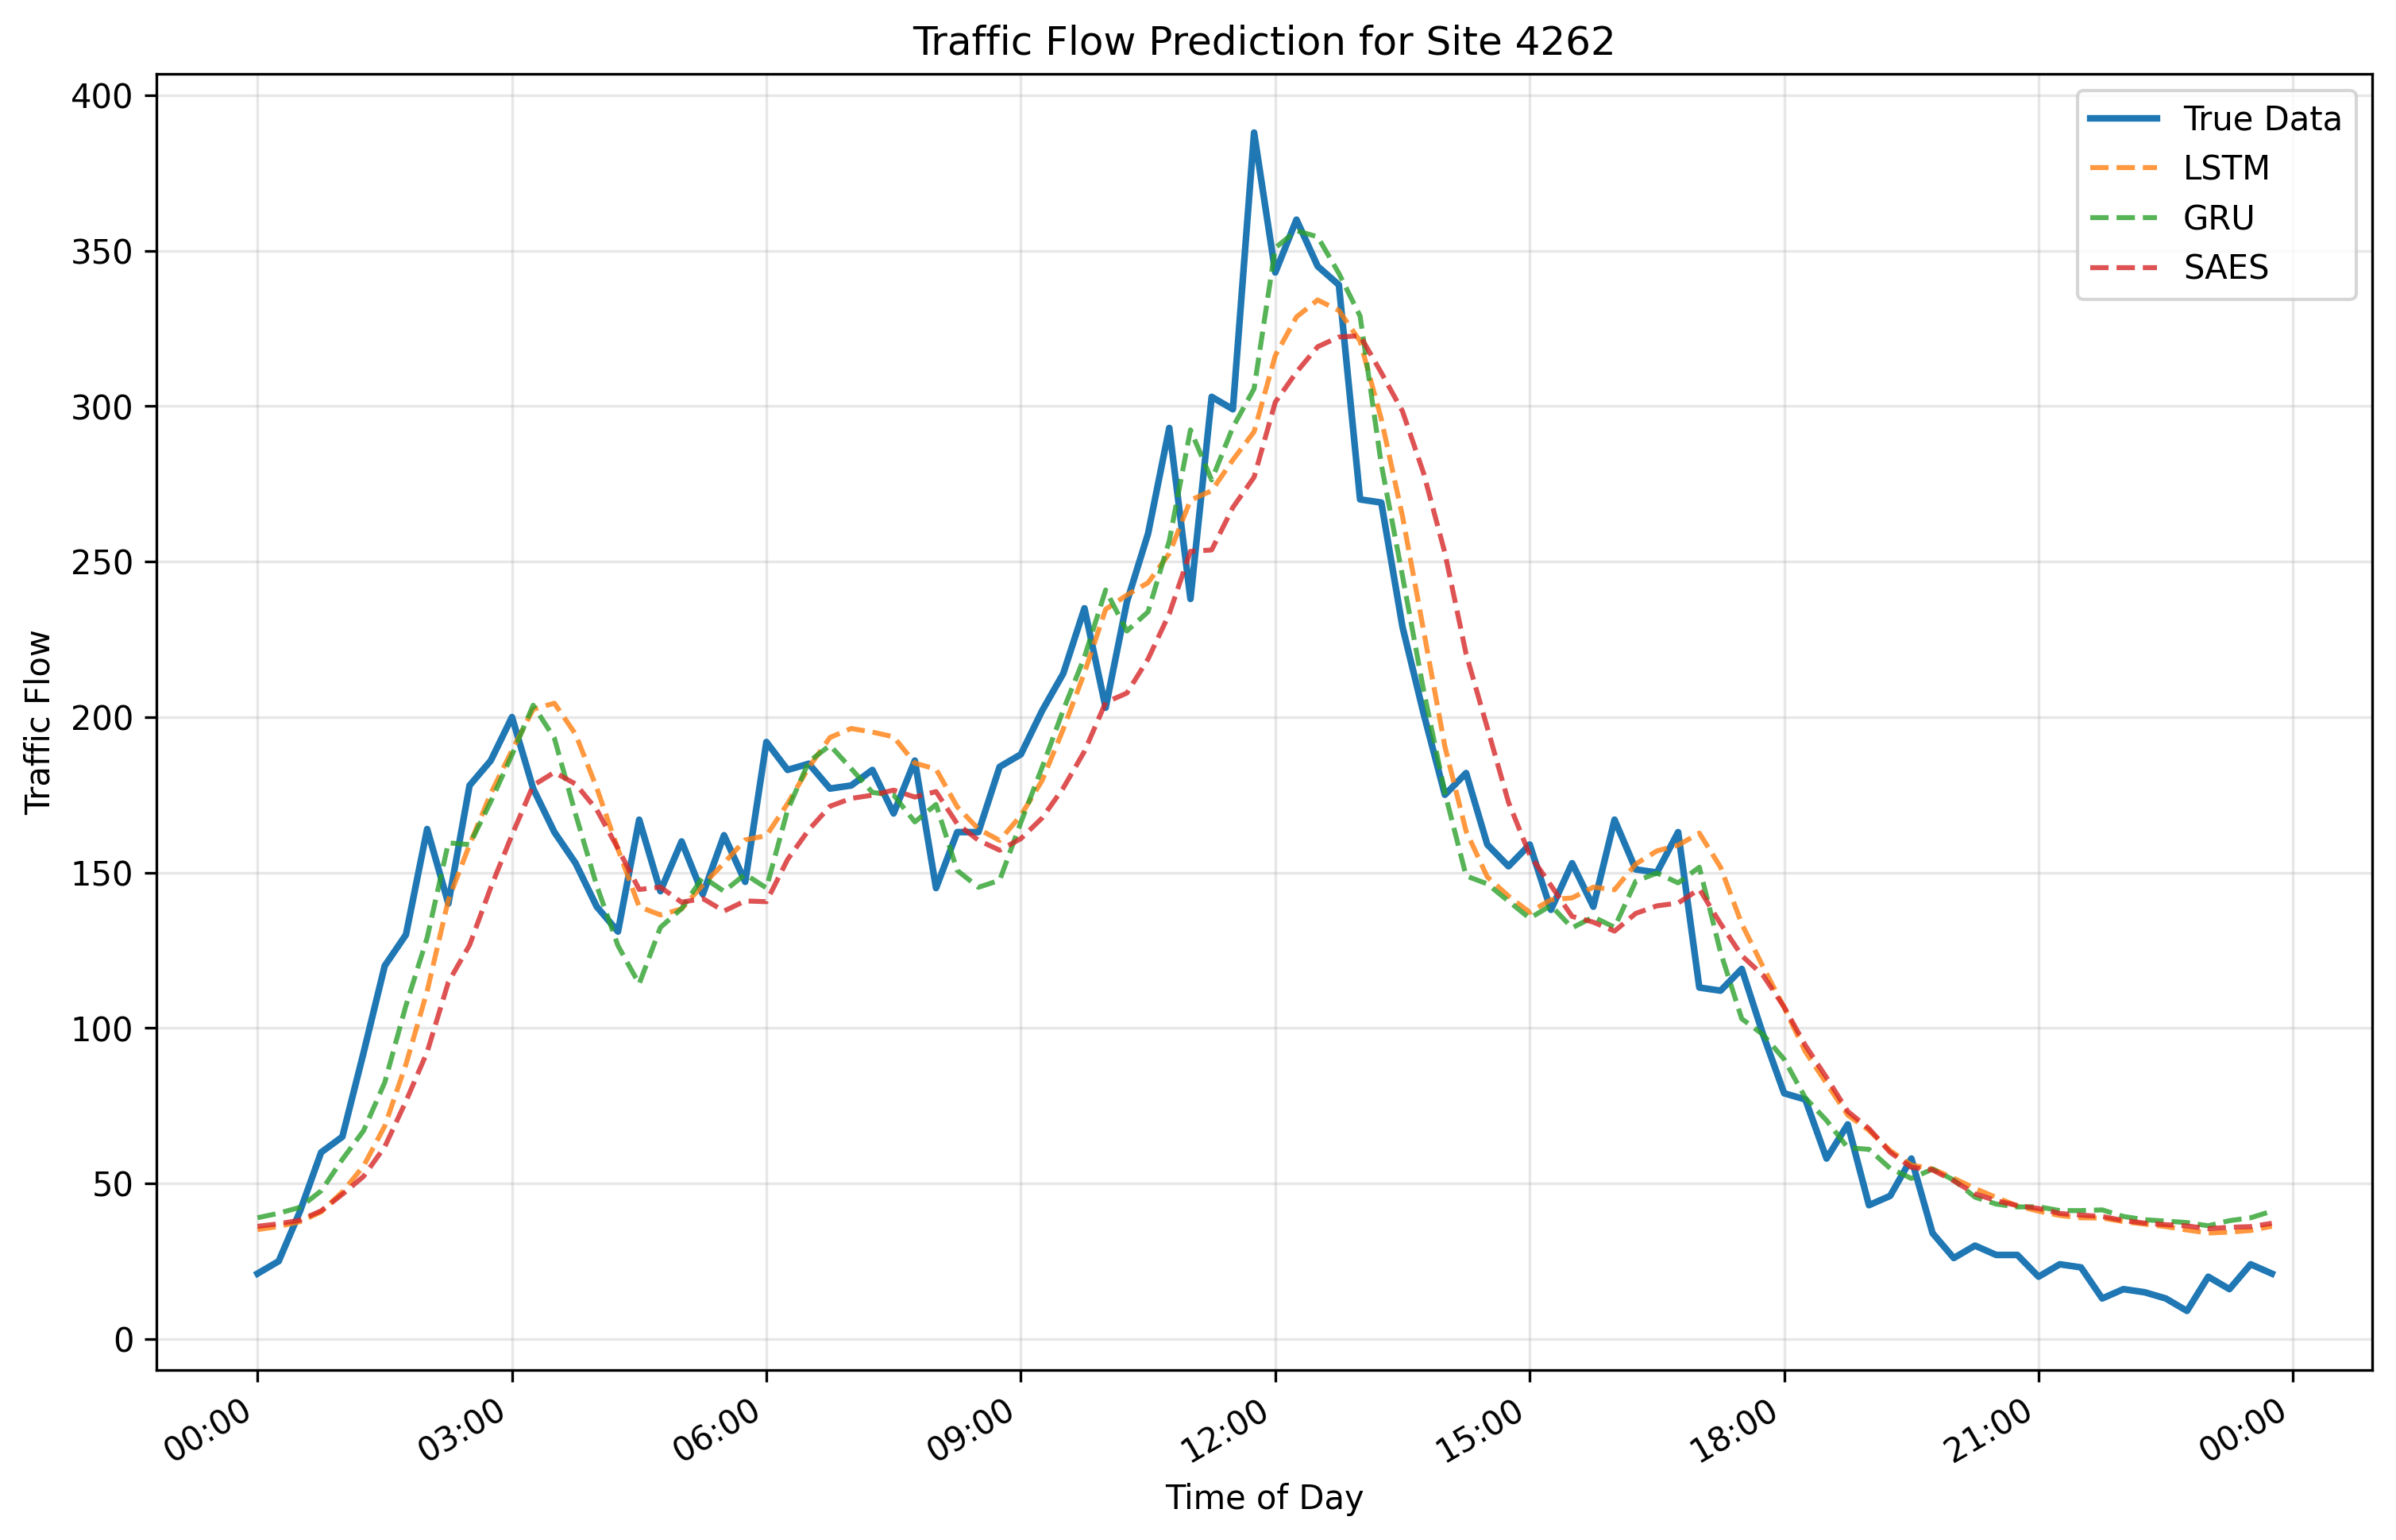 Traffic Flow Prediction for Site 4262
True Data
LSTM
GRU
SAES
Traffic Flow
400
350
300
250
200
150
100
50
0
00:00
03:00
06:00
09:00
12:00
15:00
18:00
21:00
00:00
Time of Day